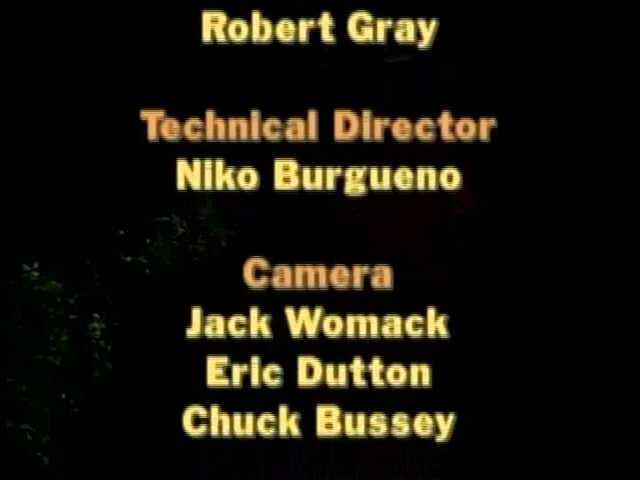 Robert Gray
Technical Director
Niko Burgueno
Camera
Jack Womack
Eric Dutton
Chuck Bussey